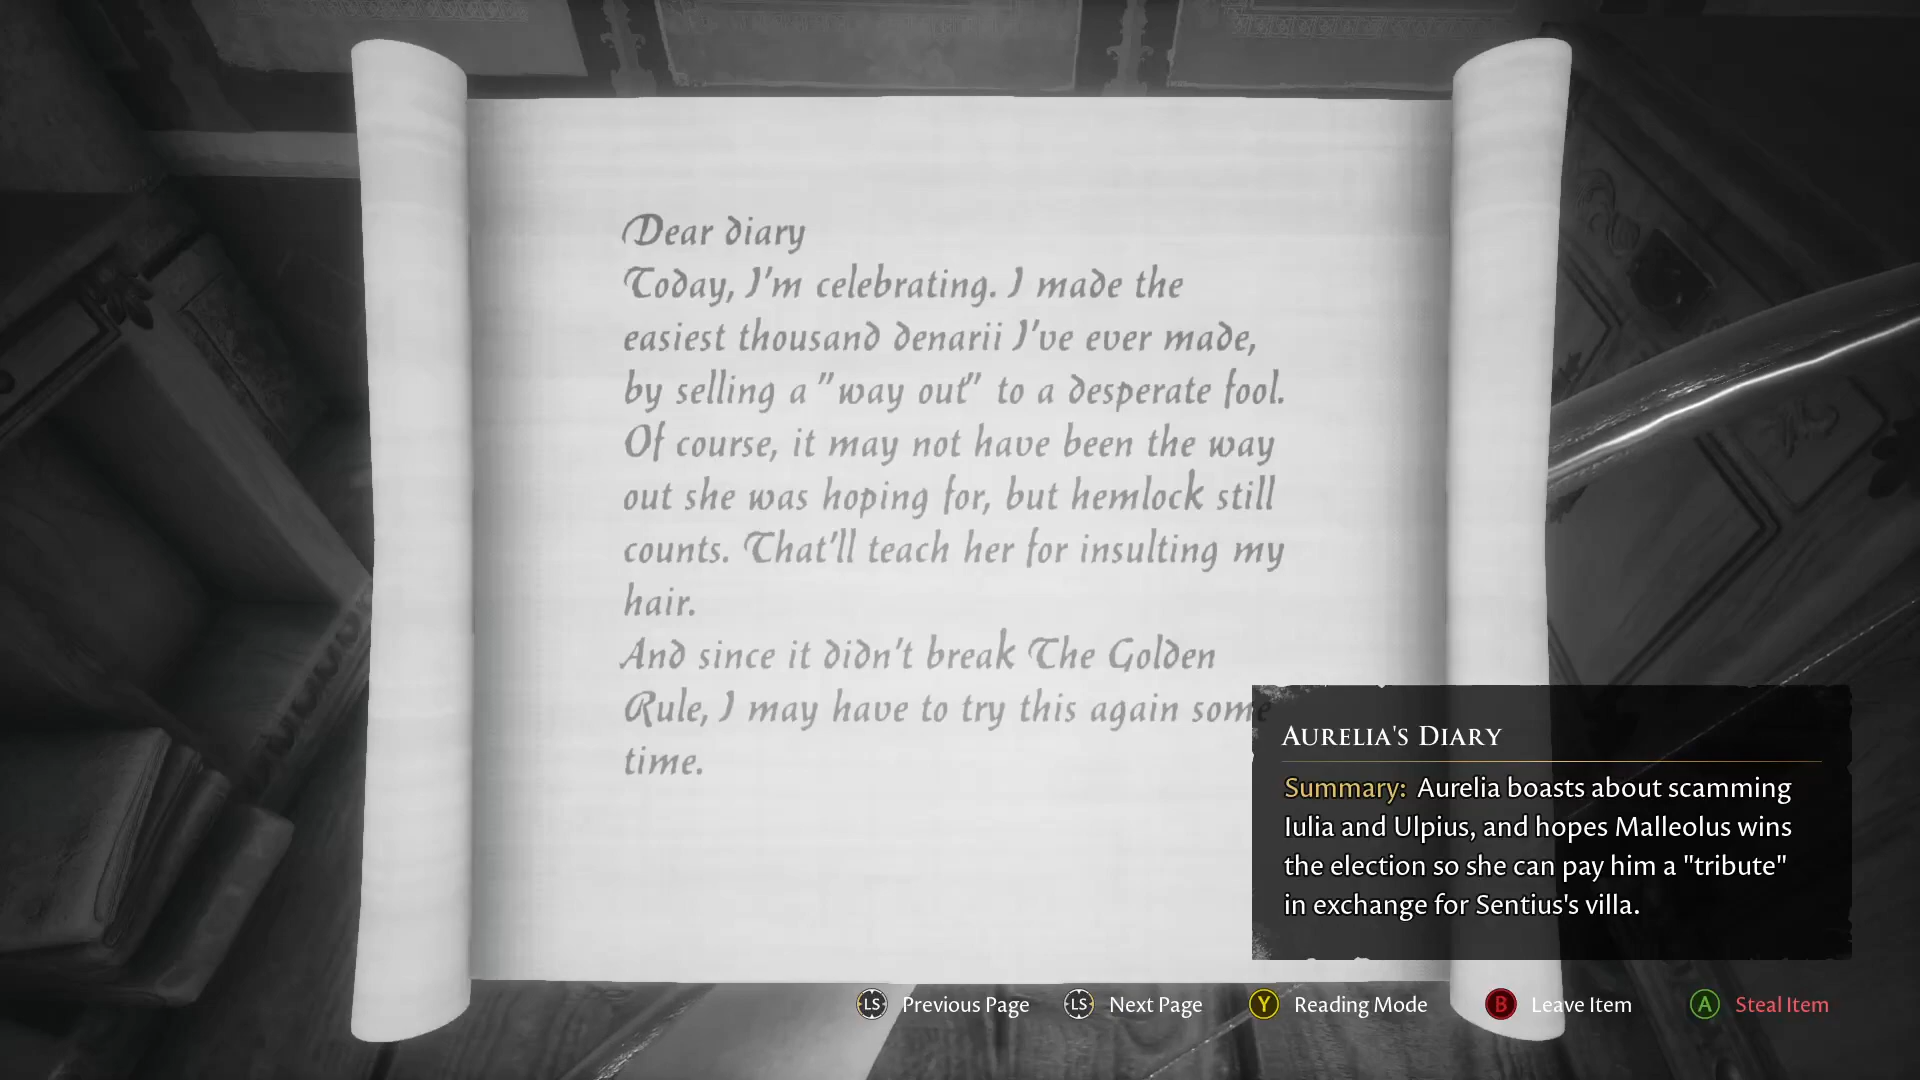 Dear diary
Today, I'm celebrating. I made the
easiest thousand denarii I've ever made,
by selling a "way out" to a desperate fool.
Of course, it may not have been the way
out she was hoping for, but hemlock still
counts. That'll teach her for insulting my
hair.
And since it didn't break The Golden
Rule, I may have to try this again some
time.
AURELIA'S DIARY
Summary: Aurelia boasts about scamming
Iulia and Ulpius, and hopes Malleolus wins
the election so she can pay him a "tribute"
in exchange for Sentius's villa.
LS Previous Page LS Next Page Y Reading Mode B Leave Item A Steal Item